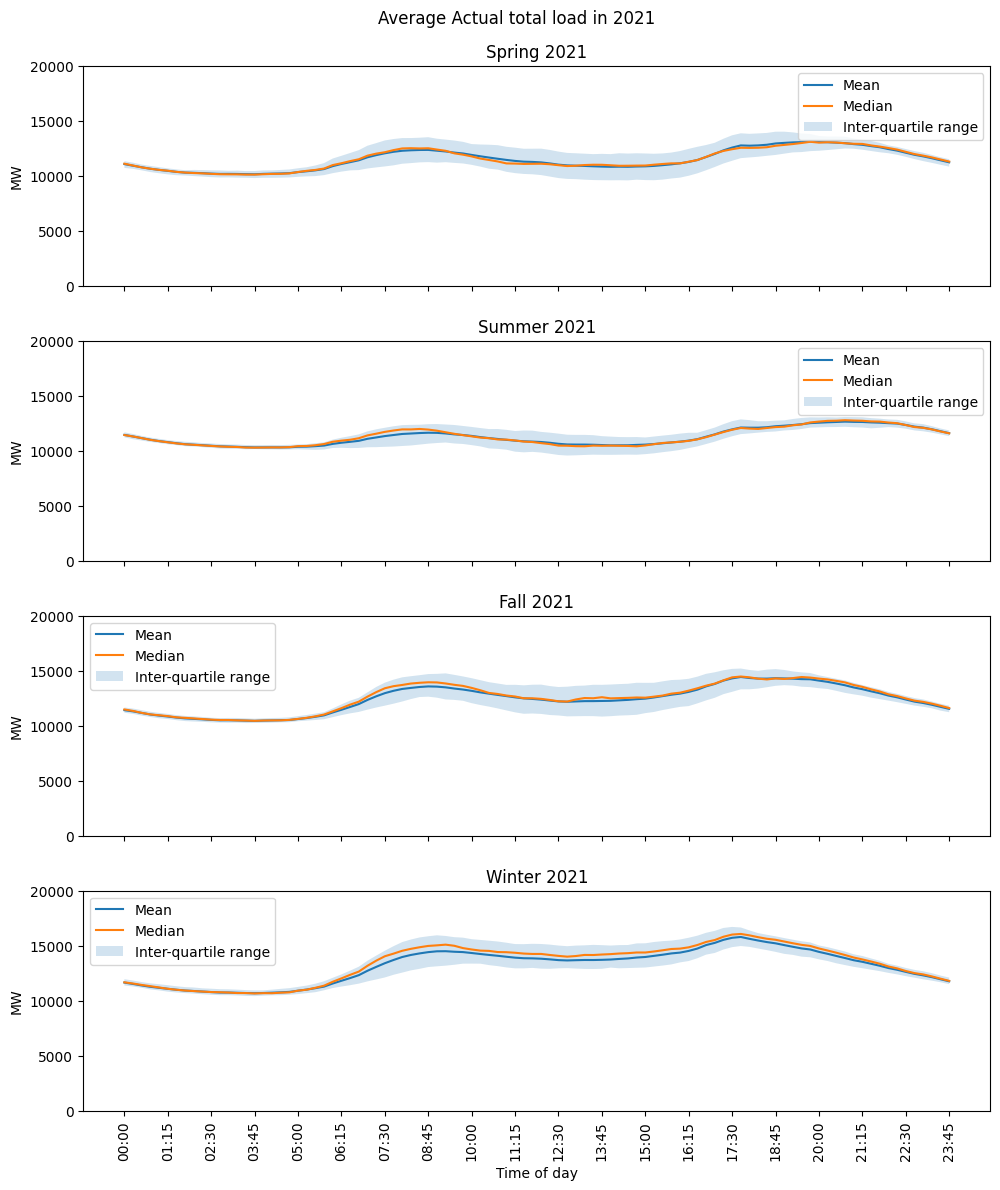 Average Actual total load in 2021
Spring 2021
20000
15000
10000
5000
0
MW
Mean
Median
Inter-quartile range
Summer 2021
20000
15000
10000
5000
0
MW
Mean
Median
Inter-quartile range
Fall 2021
20000
15000
10000
5000
0
MW
Mean
Median
Inter-quartile range
Winter 2021
20000
15000
10000
5000
0
MW
Mean
Median
Inter-quartile range
00:00
01:15
02:30
03:45
05:00
06:15
07:30
08:45
10:00
11:15
12:30
13:45
15:00
16:15
17:30
18:45
20:00
21:15
22:30
23:45
Time of day